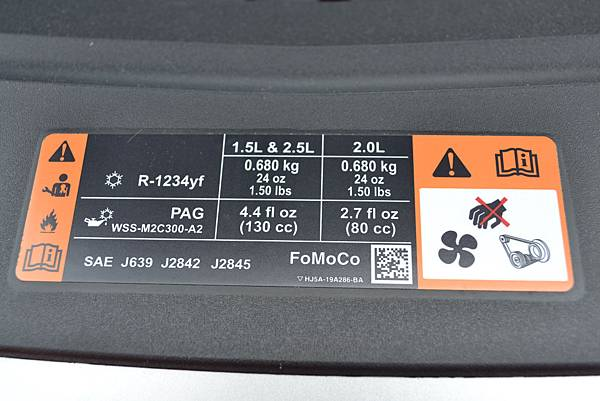 1.5L & 2.5L 2.0L
R-1234yf 0.680 kg 0.680 kg
24 oz 24 oz
1.50 lbs 1.50 lbs
PAG 4.4 fl oz 2.7 fl oz
WSS-M2C300-A2 (130 cc) (80 cc)
SAE J639 J2842 J2845 FoMoCo
HJ5A-19A286-BA